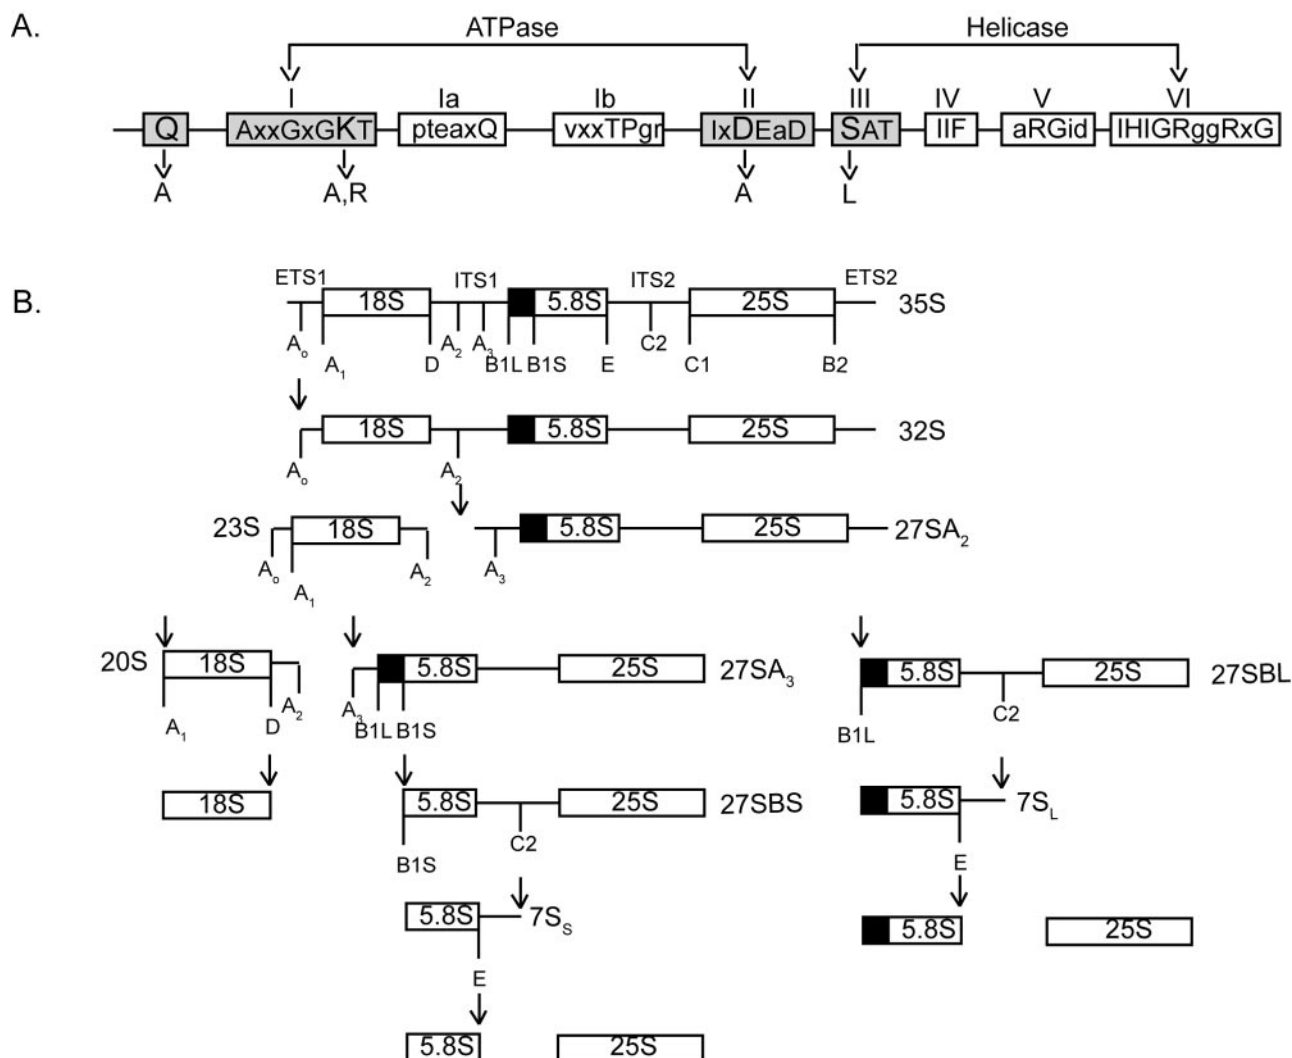 A.
ATPase Helicase
I Ia Ib II III IV V VI
Q AxxGxGKT pteaxQ vxxTPgr IxDEaD SAT IIF aRGid IHIGRggRxG
A A,R A L
B.
ETS1 ITS1 ITS2 ETS2
18S 5.8S 25S 35S
A₀ A₁ D A₂ A₃ B1L B1S E C2 C1 B2
18S 5.8S 25S 32S
A₀ A₂
23S 18S 5.8S 25S 27SA₂
A₀ A₁ A₂ A₃
20S 18S 5.8S 25S 27SA₃ 5.8S 25S 27SBL
A₁ D A₂ A₃ B1L B1S B1L C2
18S 5.8S 25S 27SBS 5.8S 7S_L
B1S C2 E
5.8S 7S_S 5.8S 25S
E
5.8S 25S